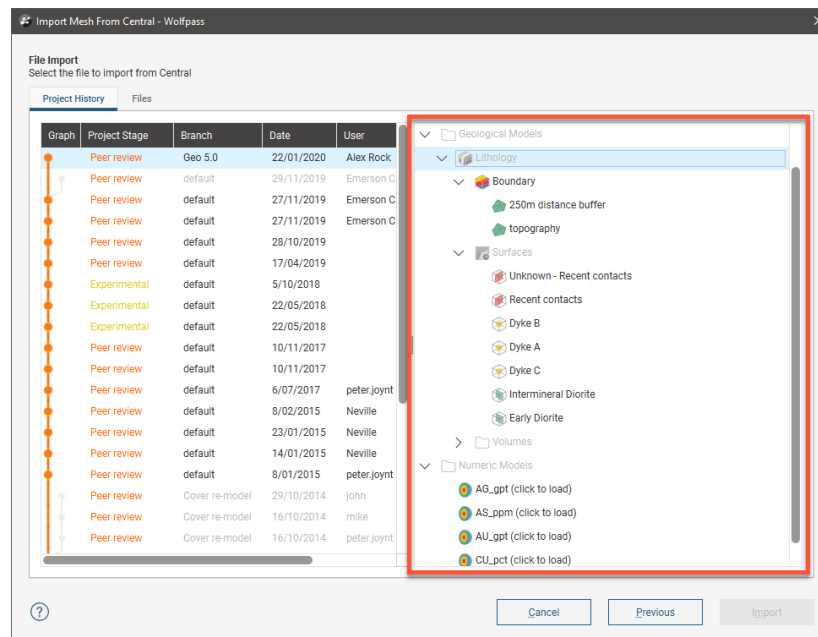 Import Mesh From Central - Wolfpass
File Import
Select the file to import from Central
Project History Files
Graph Project Stage Branch Date User
Peer review Geo 5.0 22/01/2020 Alex Rock
Peer review default 29/11/2019 Emerson C
Peer review default 27/11/2019 Emerson C
Peer review default 27/11/2019 Emerson C
Peer review default 28/10/2019
Peer review default 17/04/2019
Experimental default 5/10/2018
Experimental default 22/05/2018
Experimental default 22/05/2018
Peer review default 10/11/2017
Peer review default 10/11/2017
Peer review default 6/07/2017 peter.joynt
Peer review default 8/02/2015 Neville
Peer review default 23/01/2015 Neville
Peer review default 14/01/2015 Neville
Peer review default 8/01/2015 peter.joynt
Peer review Cover re-model 29/10/2014 john
Peer review Cover re-model 16/10/2014 mike
Peer review Cover re-model 16/10/2014 peter.joynt
Geological Models
Lithology
Boundary
250m distance buffer
topography
Surfaces
Unknown - Recent contacts
Recent contacts
Dyke B
Dyke A
Dyke C
Intermineral Diorite
Early Diorite
Volumes
Numeric Models
AG_gpt (click to load)
AS_ppm (click to load)
AU_gpt (click to load)
CU_pct (click to load)
? Cancel Previous Import